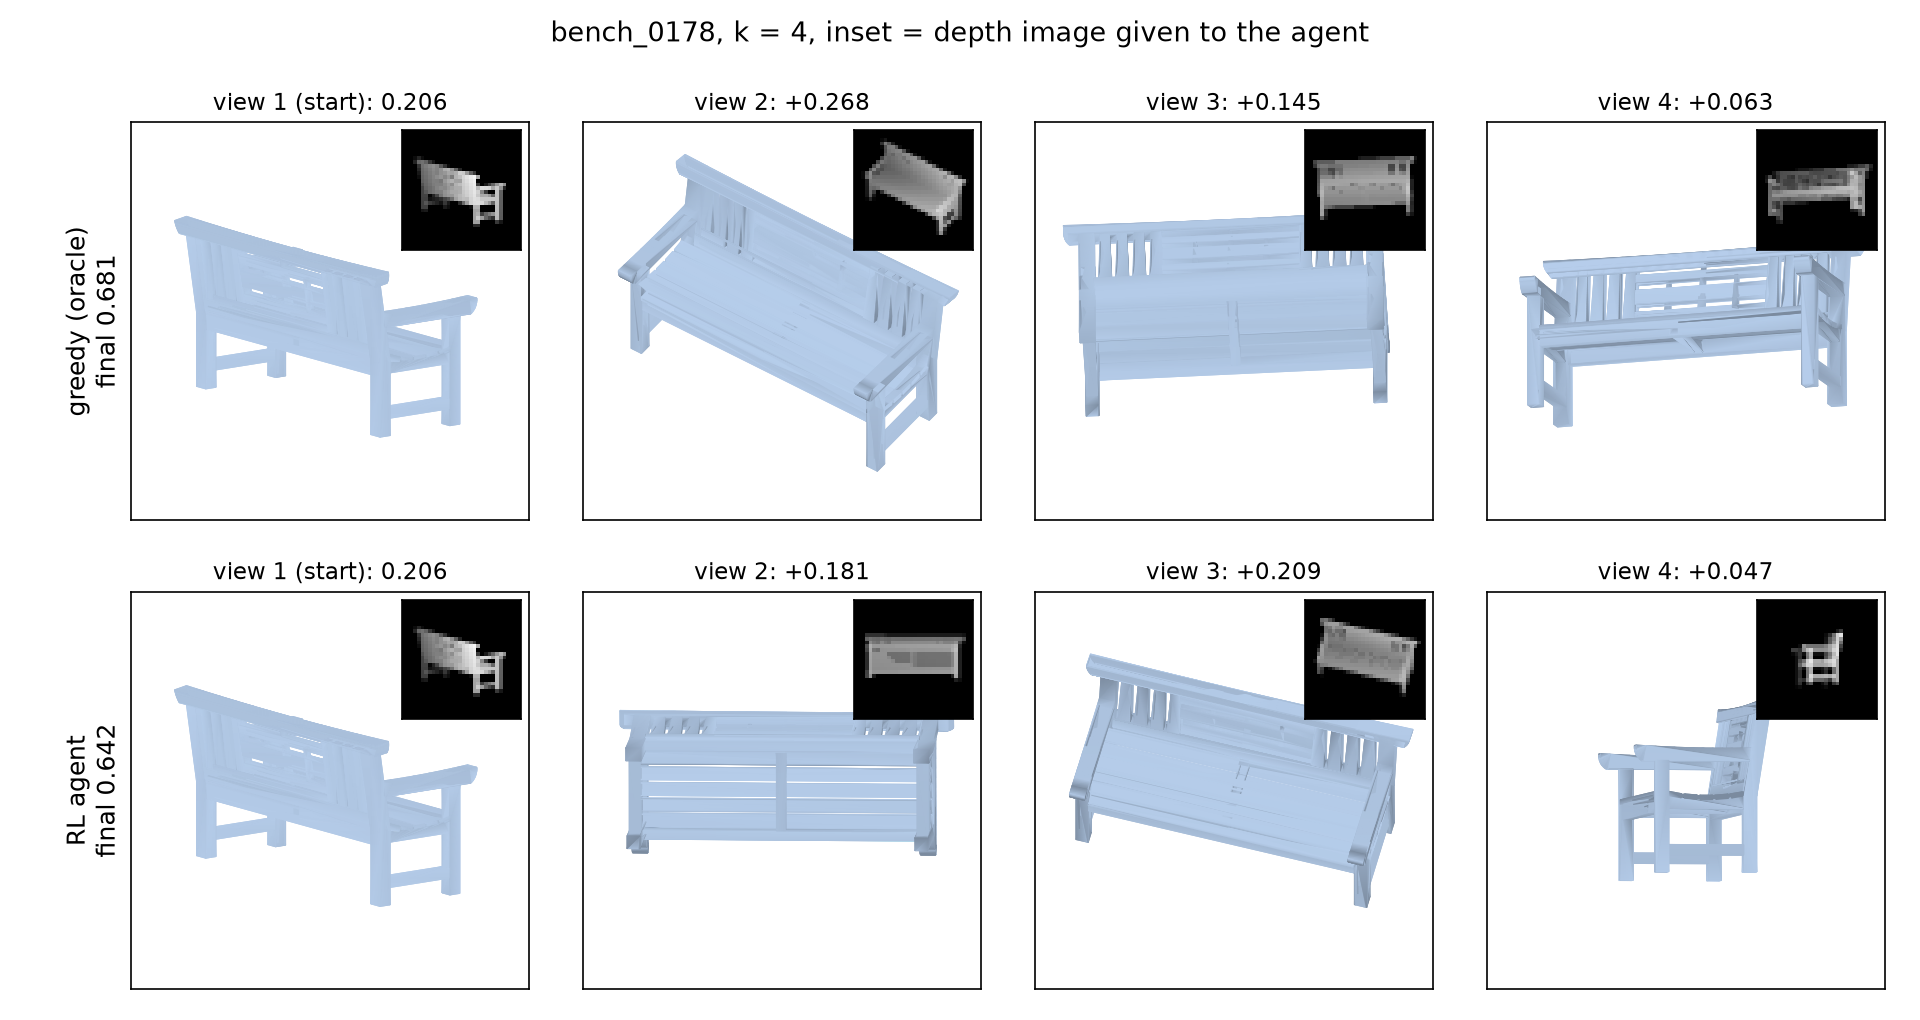 bench_0178, k = 4, inset = depth image given to the agent
greedy (oracle)
final 0.681
view 1 (start): 0.206
view 2: +0.268
view 3: +0.145
view 4: +0.063
RL agent
final 0.642
view 1 (start): 0.206
view 2: +0.181
view 3: +0.209
view 4: +0.047